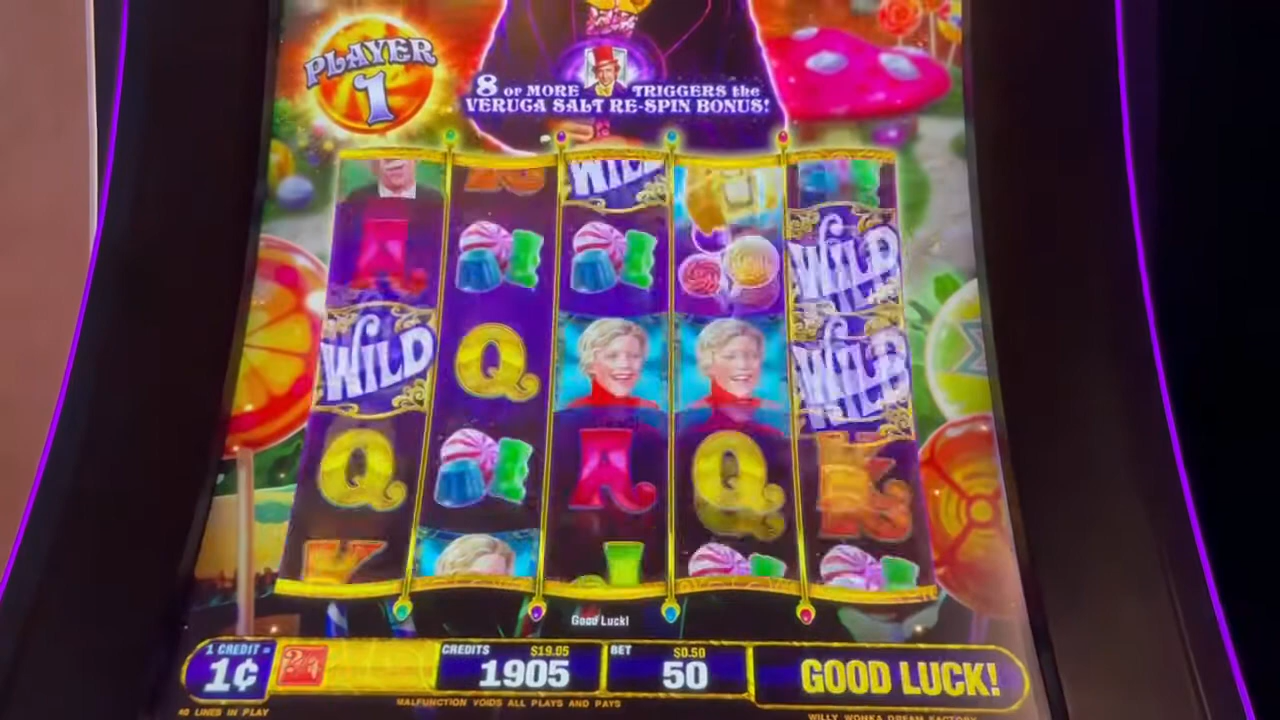 PLAYER
1
8 OR MORE TRIGGERS the
VERUCA SALT RE-SPIN BONUS!
WILD
WILD
WILD
Q
WILD
Q
A
Q
K
K
Good Luck!
1 CREDIT =
1¢
CREDITS $19.05
1905
BET $0.50
50
GOOD LUCK!
40 LINES IN PLAY
MALFUNCTION VOIDS ALL PLAYS AND PAYS
WILLY WONKA DREAM FACTORY